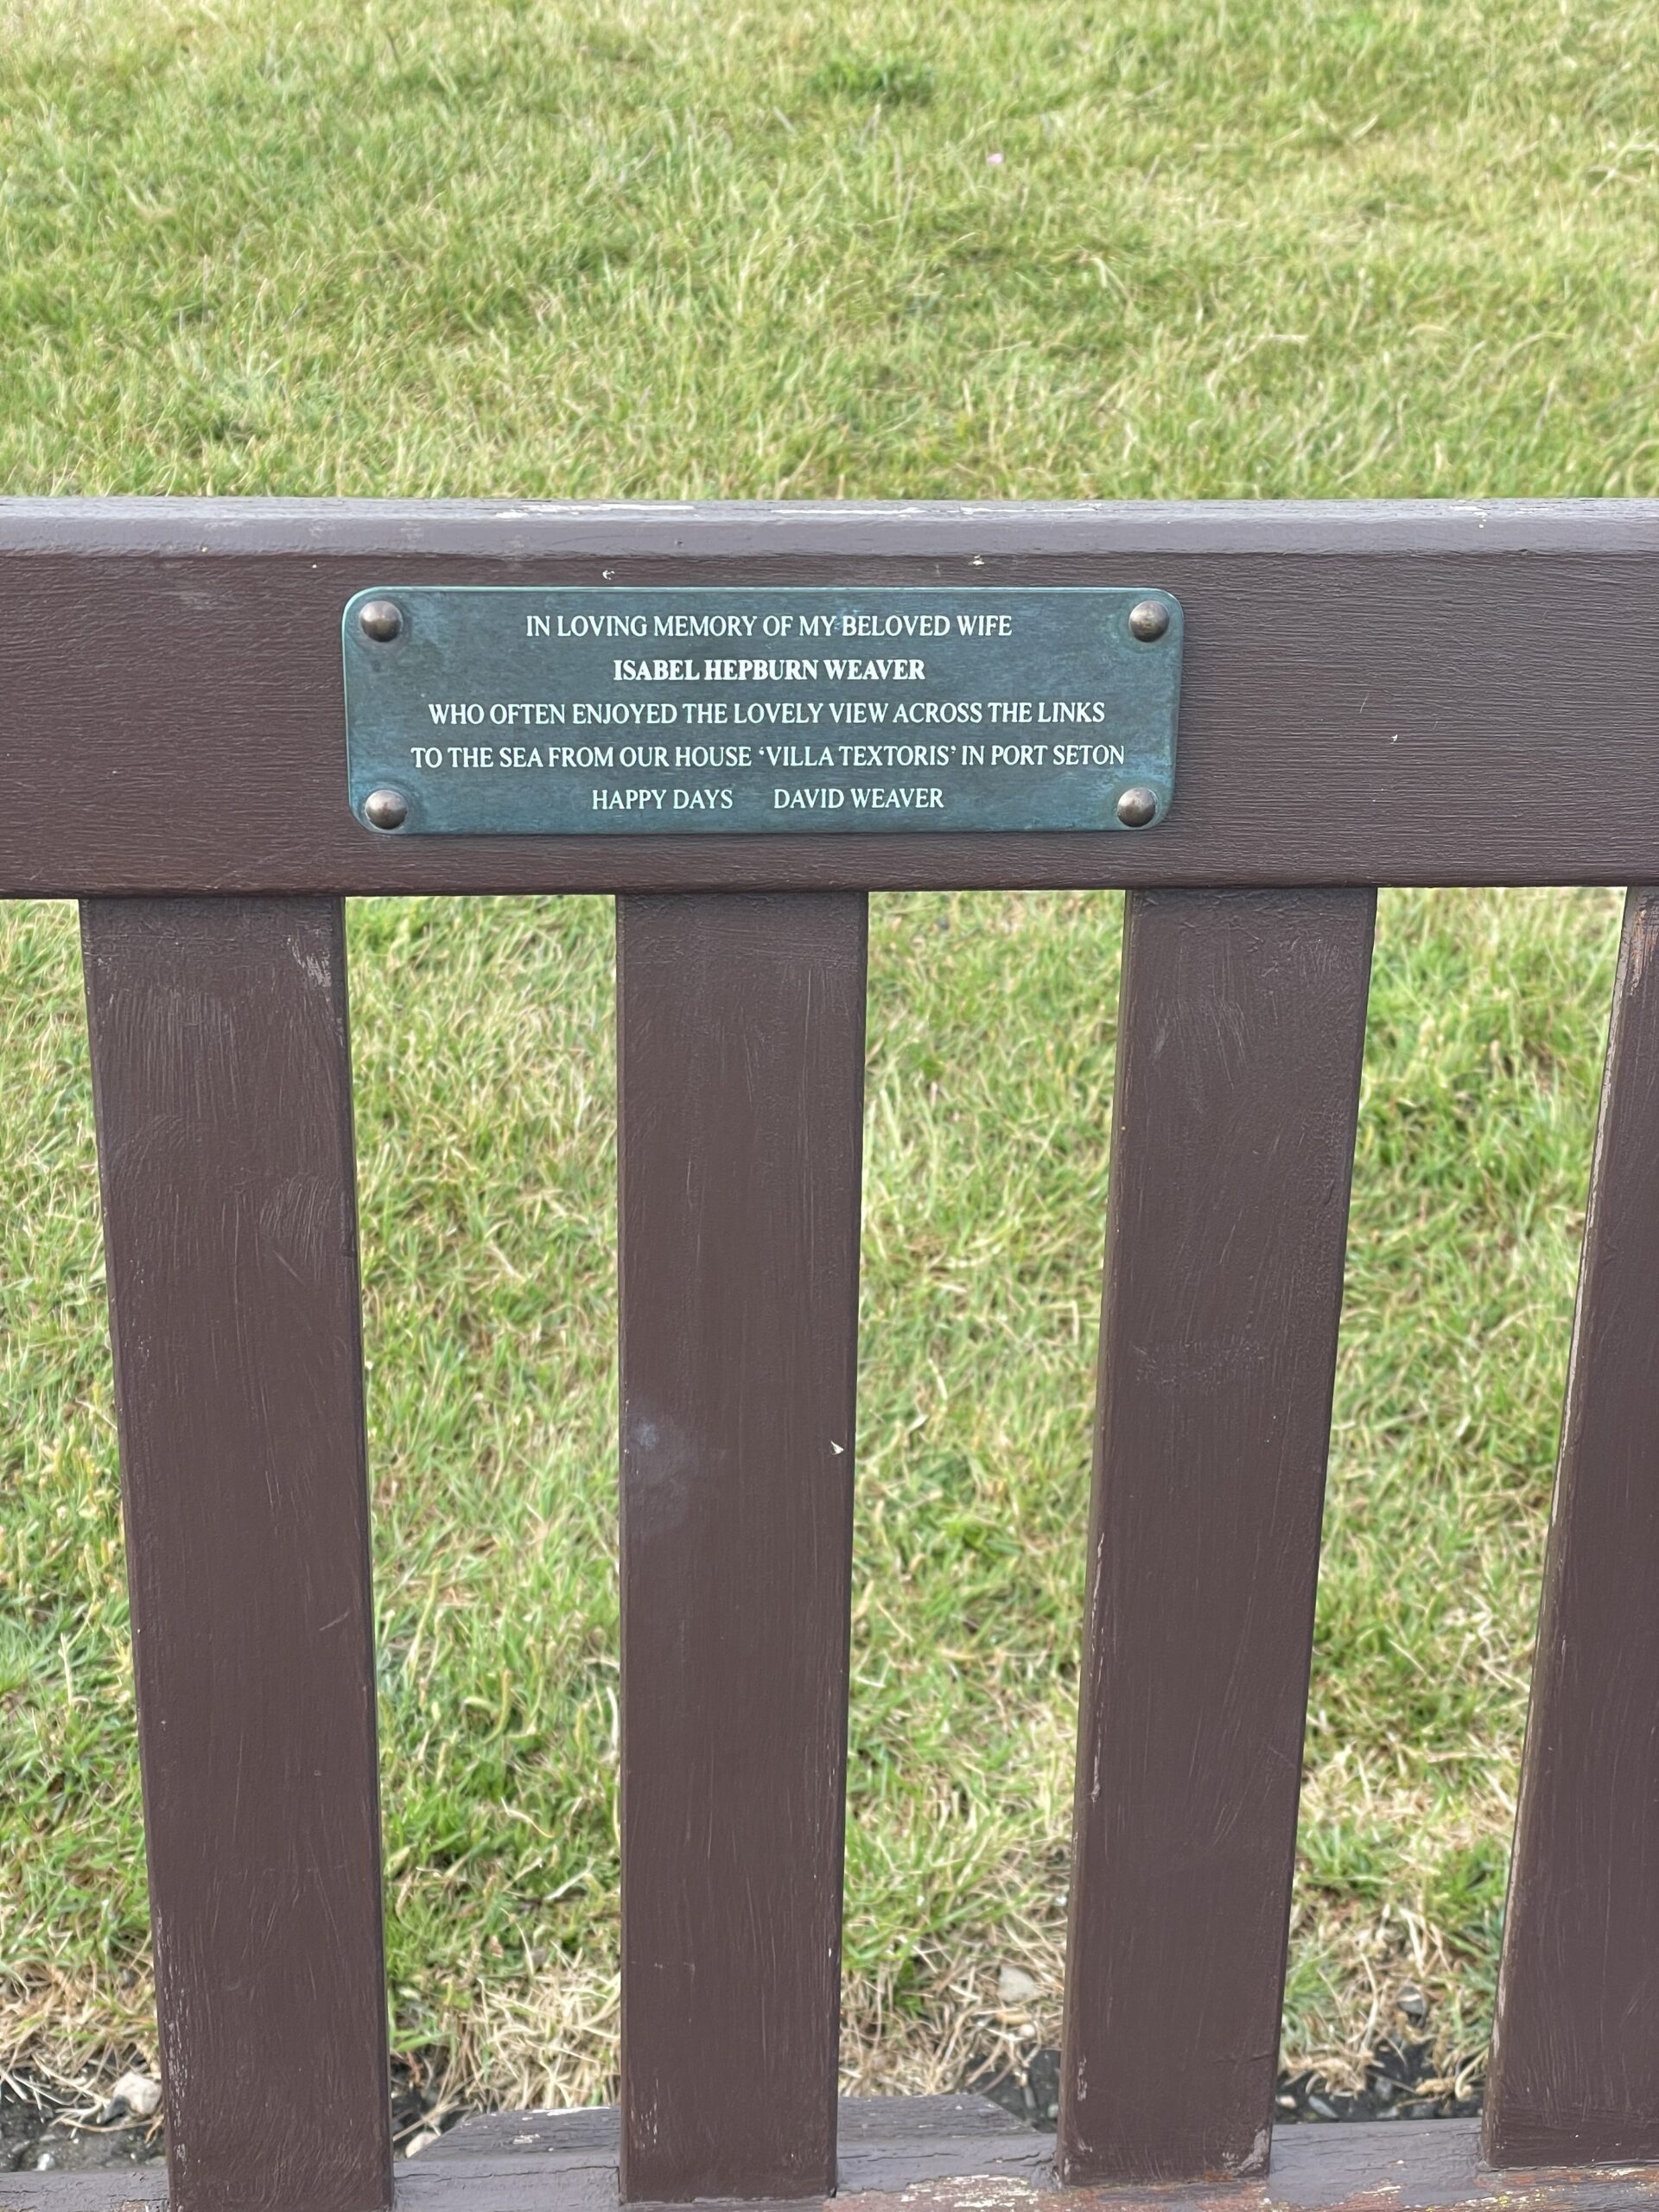 IN LOVING MEMORY OF MY BELOVED WIFE
ISABEL HEPBURN WEAVER
WHO OFTEN ENJOYED THE LOVELY VIEW ACROSS THE LINKS
TO THE SEA FROM OUR HOUSE ‘VILLA TEXTORIS’ IN PORT SETON
HAPPY DAYS DAVID WEAVER